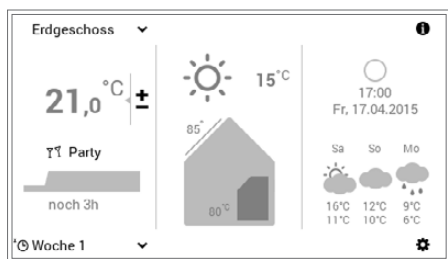 Erdgeschoss
21,0 °C ±
Party
noch 3h
Woche 1
15°C
85°
80°C
17:00
Fr, 17.04.2015
Sa So Mo
16°C 12°C 9°C
11°C 10°C 6°C